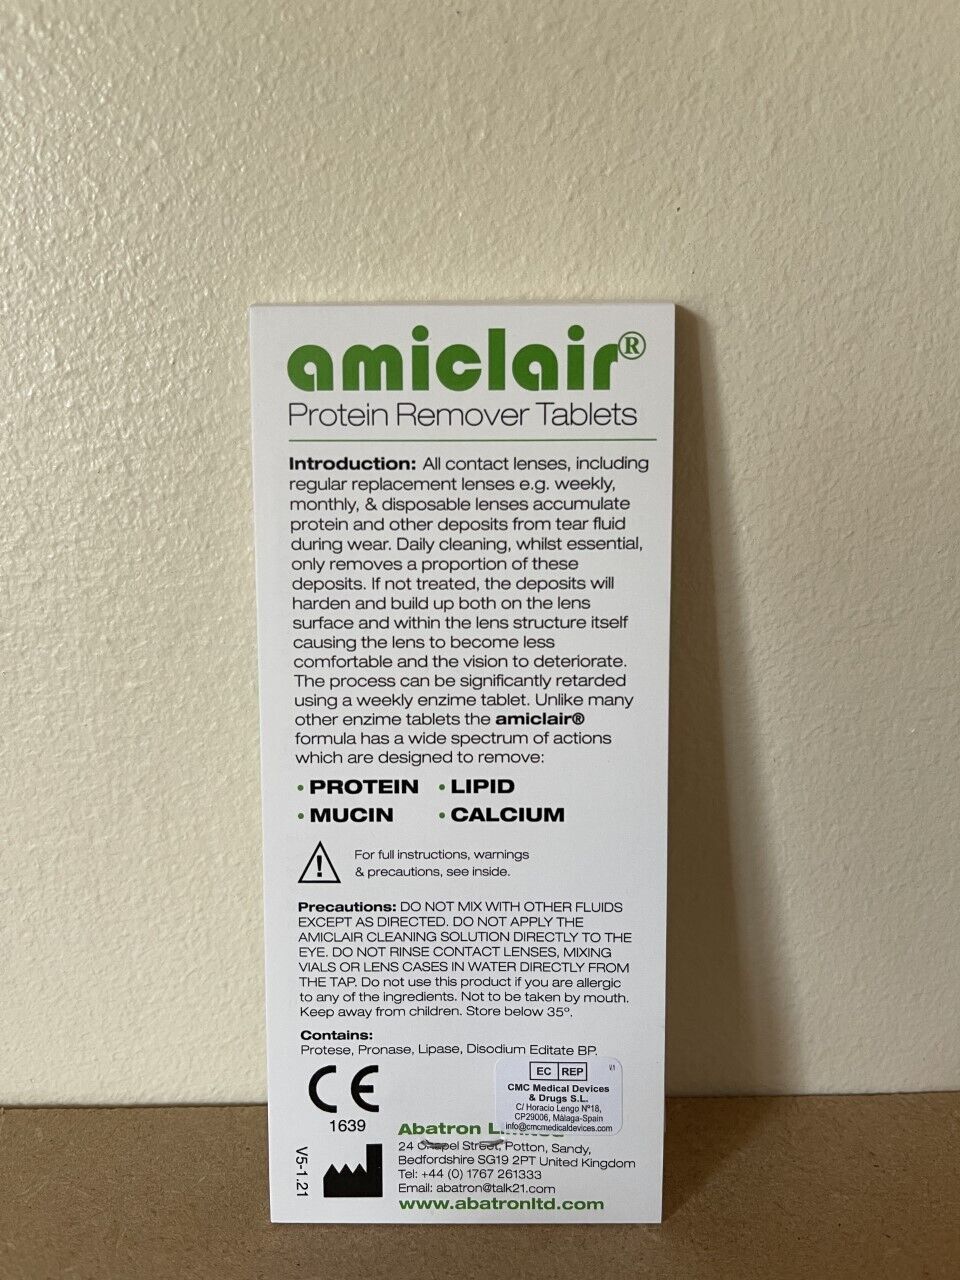 amiclair®
Protein Remover Tablets
Introduction: All contact lenses, including
regular replacement lenses e.g. weekly,
monthly, & disposable lenses accumulate
protein and other deposits from tear fluid
during wear. Daily cleaning, whilst essential,
only removes a proportion of these
deposits. If not treated, the deposits will
harden and build up both on the lens
surface and within the lens structure itself
causing the lens to become less
comfortable and the vision to deteriorate.
The process can be significantly retarded
using a weekly enzime tablet. Unlike many
other enzime tablets the amiclair®
formula has a wide spectrum of actions
which are designed to remove:
• PROTEIN • LIPID
• MUCIN • CALCIUM
For full instructions, warnings
& precautions, see inside.
Precautions: DO NOT MIX WITH OTHER FLUIDS
EXCEPT AS DIRECTED. DO NOT APPLY THE
AMICLAIR CLEANING SOLUTION DIRECTLY TO THE
EYE. DO NOT RINSE CONTACT LENSES, MIXING
VIALS OR LENS CASES IN WATER DIRECTLY FROM
THE TAP. Do not use this product if you are allergic
to any of the ingredients. Not to be taken by mouth.
Keep away from children. Store below 35°.
Contains:
Protese, Pronase, Lipase, Disodium Editate BP.
CE
1639
V5-1.21
EC REP
V.1
CMC Medical Devices
& Drugs S.L.
C/ Horacio Lengo Nº18,
CP29006, Málaga-Spain
info@cmcmedicaldevices.com
Abatron
24 Street, Potton, Sandy,
Bedfordshire SG19 2PT United Kingdom
Tel: +44 (0) 1767 261333
Email: abatron@talk21.com
www.abatronltd.com